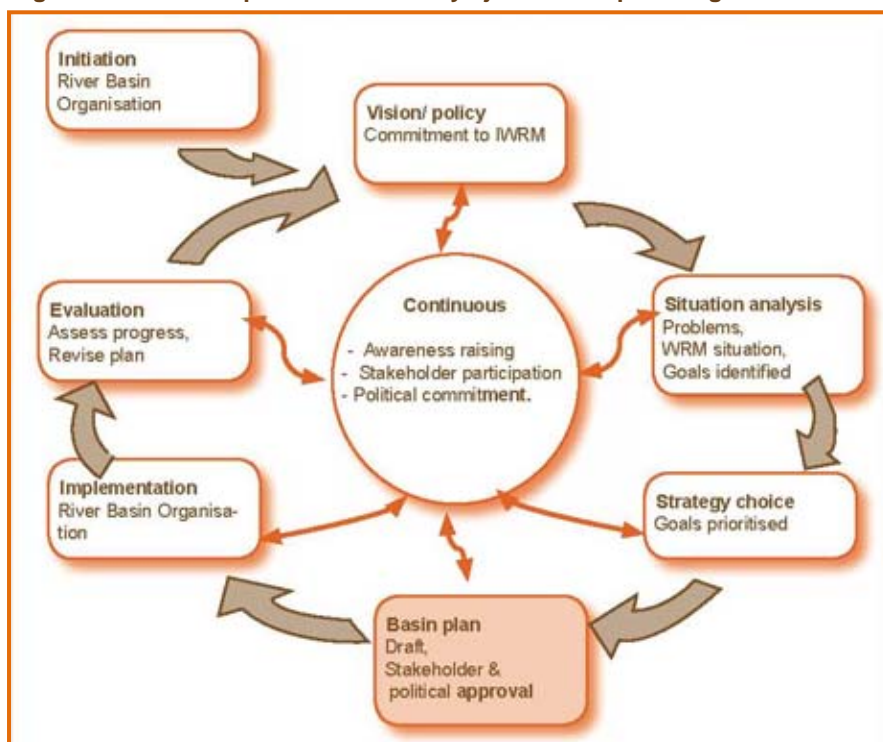 Initiation
River Basin
Organisation
Vision/ policy
Commitment to IWRM
Evaluation
Assess progress,
Revise plan
Continuous
- Awareness raising
- Stakeholder participation
- Political commitment.
Situation analysis
Problems,
WRM situation,
Goals identified
Implementation
River Basin Organisa-
tion
Strategy choice
Goals prioritised
Basin plan
Draft,
Stakeholder &
political approval